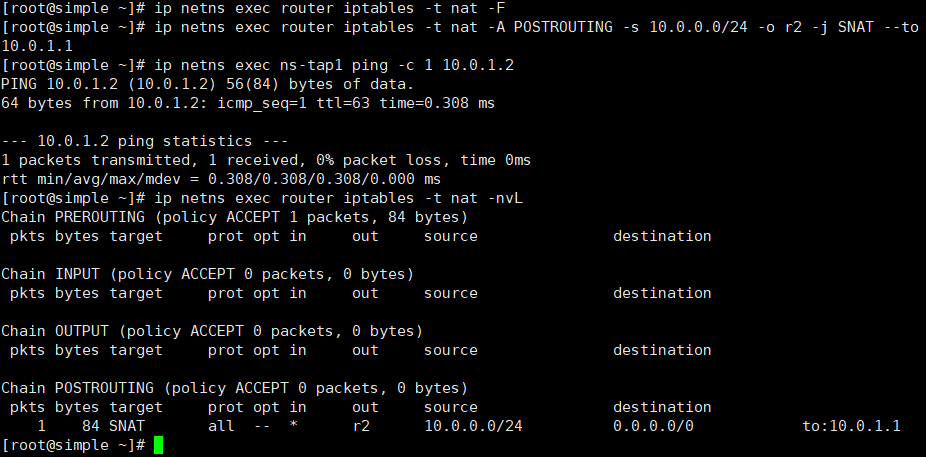 [root@simple ~]# ip netns exec router iptables -t nat -F
[root@simple ~]# ip netns exec router iptables -t nat -A POSTROUTING -s 10.0.0.0/24 -o r2 -j SNAT --to
10.0.1.1
[root@simple ~]# ip netns exec ns-tap1 ping -c 1 10.0.1.2
PING 10.0.1.2 (10.0.1.2) 56(84) bytes of data.
64 bytes from 10.0.1.2: icmp_seq=1 ttl=63 time=0.308 ms

--- 10.0.1.2 ping statistics ---
1 packets transmitted, 1 received, 0% packet loss, time 0ms
rtt min/avg/max/mdev = 0.308/0.308/0.308/0.000 ms
[root@simple ~]# ip netns exec router iptables -t nat -nvL
Chain PREROUTING (policy ACCEPT 1 packets, 84 bytes)
 pkts bytes target     prot opt in     out     source               destination

Chain INPUT (policy ACCEPT 0 packets, 0 bytes)
 pkts bytes target     prot opt in     out     source               destination

Chain OUTPUT (policy ACCEPT 0 packets, 0 bytes)
 pkts bytes target     prot opt in     out     source               destination

Chain POSTROUTING (policy ACCEPT 0 packets, 0 bytes)
 pkts bytes target     prot opt in     out     source               destination
    1    84 SNAT       all  --  *      r2      10.0.0.0/24          0.0.0.0/0            to:10.0.1.1
[root@simple ~]#